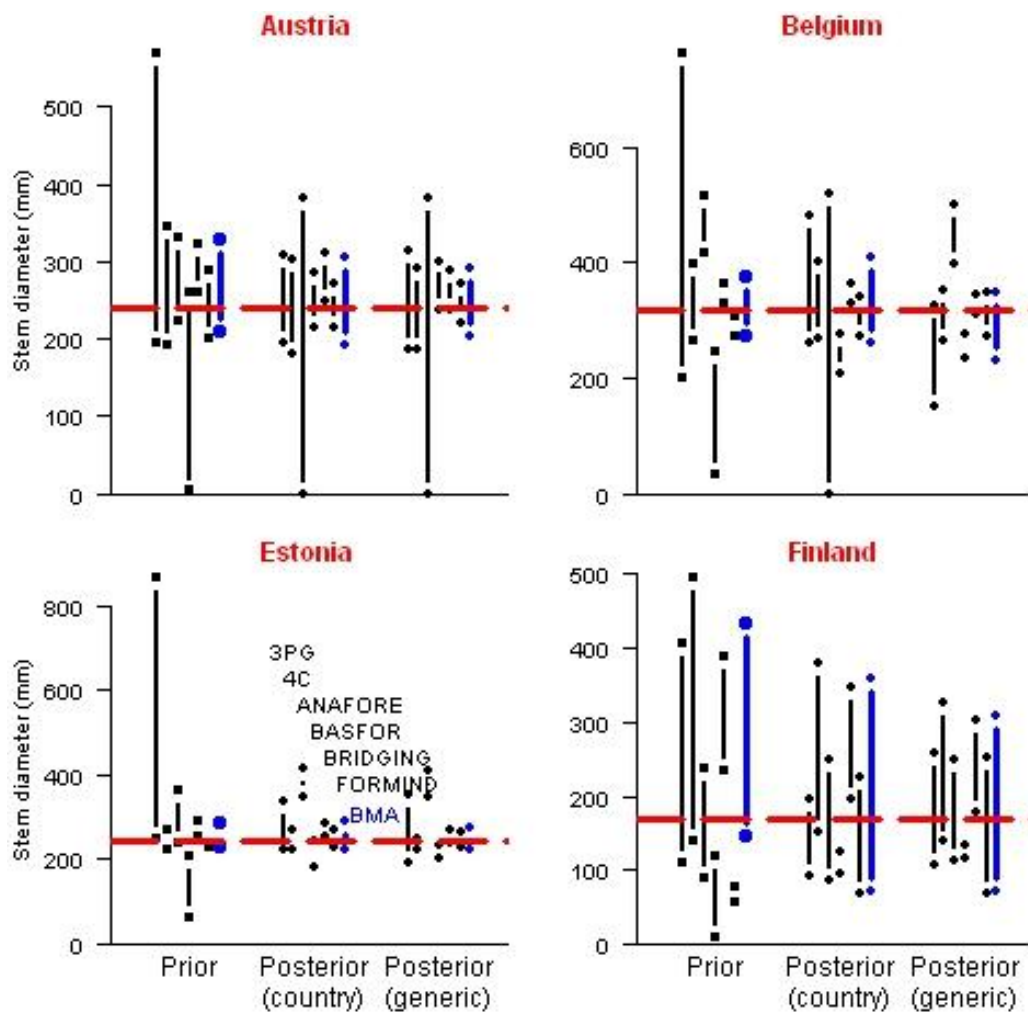 Austria
Stem diameter (mm)
500
400
300
200
100
0
Belgium
600
400
200
0
Estonia
Stem diameter (mm)
800
600
400
200
0
3PG
4C
ANAFORE
BASFOR
BRIDGING
FORMIND
BMA
Prior
Posterior
(country)
Posterior
(generic)
Finland
500
400
300
200
100
0
Prior
Posterior
(country)
Posterior
(generic)